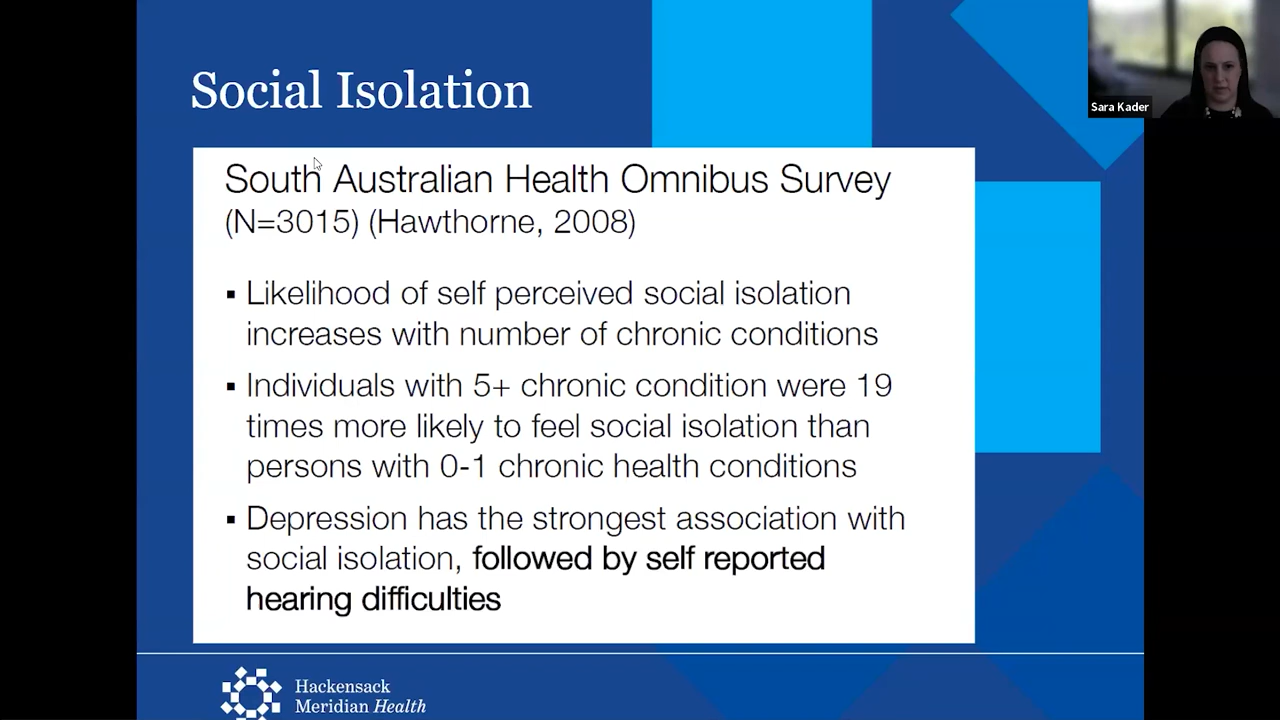 Social Isolation
Sara Kader
South Australian Health Omnibus Survey
(N=3015) (Hawthorne, 2008)
▪ Likelihood of self perceived social isolation
increases with number of chronic conditions
▪ Individuals with 5+ chronic condition were 19
times more likely to feel social isolation than
persons with 0-1 chronic health conditions
▪ Depression has the strongest association with
social isolation, followed by self reported
hearing difficulties
Hackensack
Meridian Health